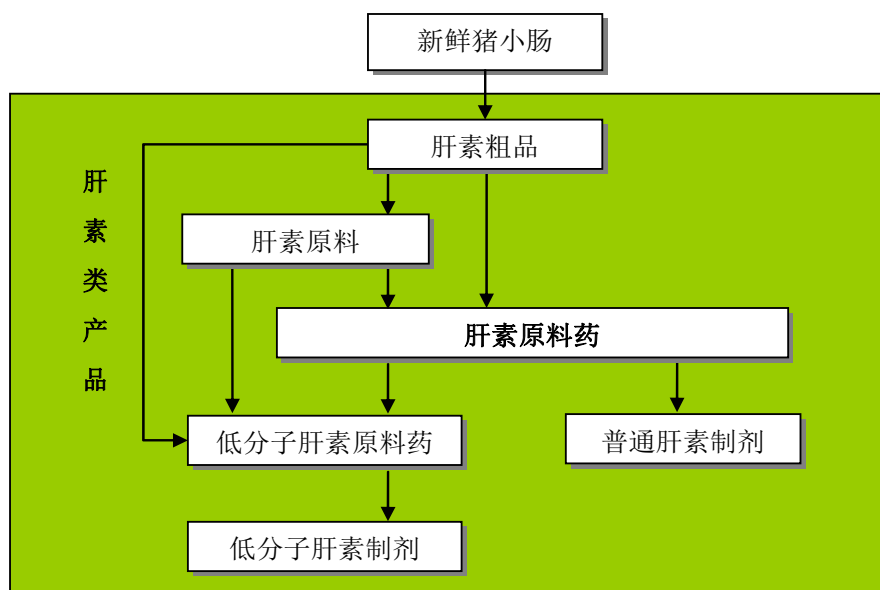 新鲜猪小肠
肝素粗品
肝素类产品
肝素原料
肝素原料药
低分子肝素原料药
普通肝素制剂
低分子肝素制剂